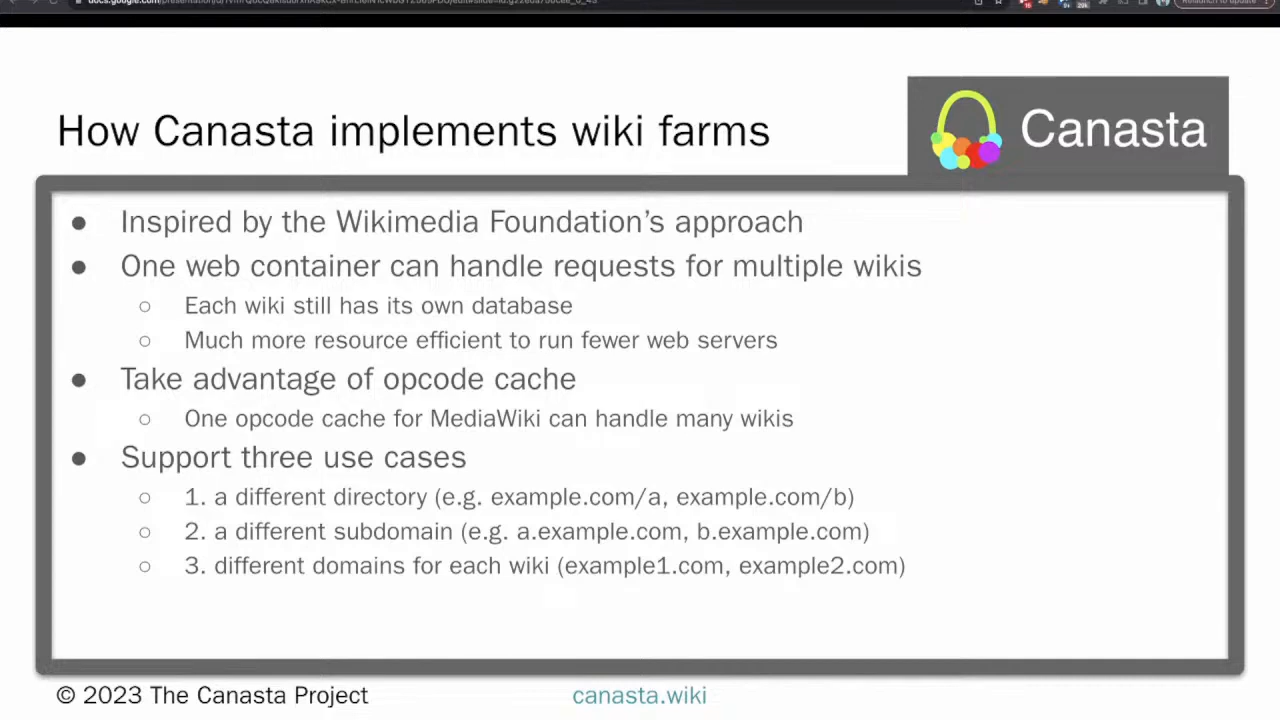 How Canasta implements wiki farms
Canasta
● Inspired by the Wikimedia Foundation’s approach
● One web container can handle requests for multiple wikis
○ Each wiki still has its own database
○ Much more resource efficient to run fewer web servers
● Take advantage of opcode cache
○ One opcode cache for MediaWiki can handle many wikis
● Support three use cases
○ 1. a different directory (e.g. example.com/a, example.com/b)
○ 2. a different subdomain (e.g. a.example.com, b.example.com)
○ 3. different domains for each wiki (example1.com, example2.com)
© 2023 The Canasta Project
canasta.wiki